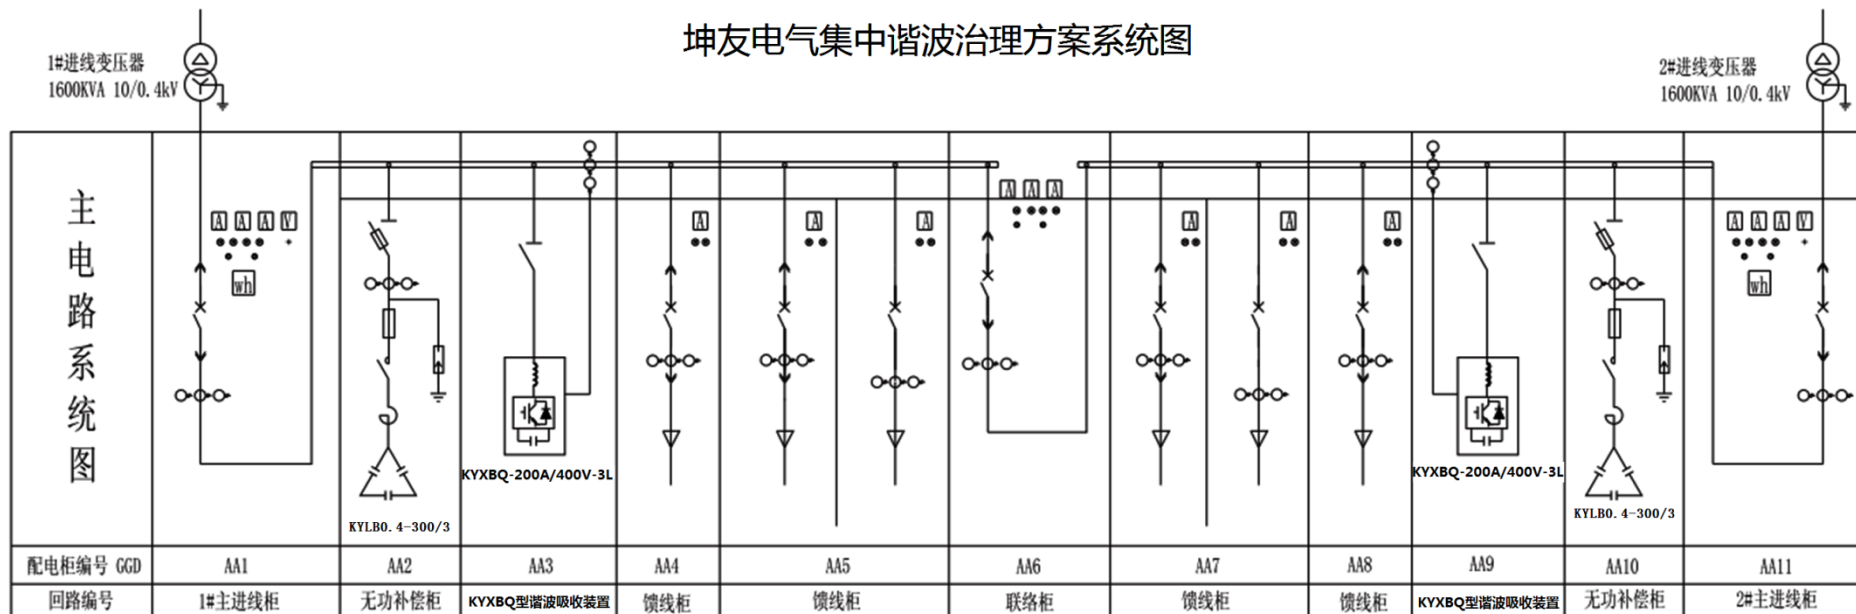 坤友电气集中谐波治理方案系统图
1#进线变压器
1600KVA 10/0.4kV
2#进线变压器
1600KVA 10/0.4kV
主电路系统图
A A A V
wh
A
A
A
A A A
A
A
A
A A A V
wh
KYXBQ-200A/400V-3L
KYXBQ-200A/400V-3L
KYLB0.4-300/3
KYLB0.4-300/3
配电柜编号 GGD AA1 AA2 AA3 AA4 AA5 AA6 AA7 AA8 AA9 AA10 AA11
回路编号 1#主进线柜 无功补偿柜 KYXBQ型谐波吸收装置 馈线柜 馈线柜 联络柜 馈线柜 馈线柜 KYXBQ型谐波吸收装置 无功补偿柜 2#主进线柜